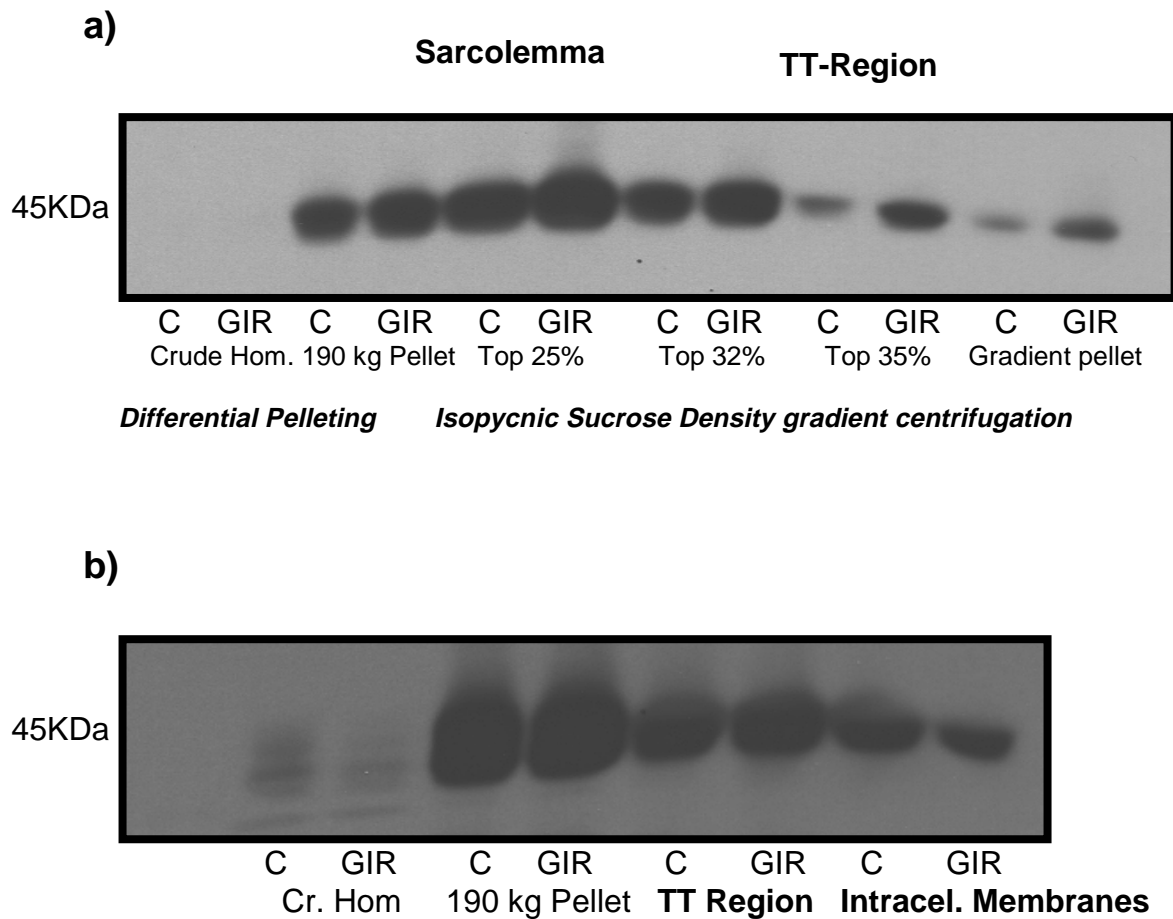 a)
Sarcolemma
TT-Region
45KDa
C GIR C GIR C GIR C GIR C GIR C GIR
Crude Hom. 190 kg Pellet Top 25% Top 32% Top 35% Gradient pellet
Differential Pelleting Isopycnic Sucrose Density gradient centrifugation
b)
45KDa
C GIR C GIR C GIR C GIR
Cr. Hom 190 kg Pellet TT Region Intracel. Membranes